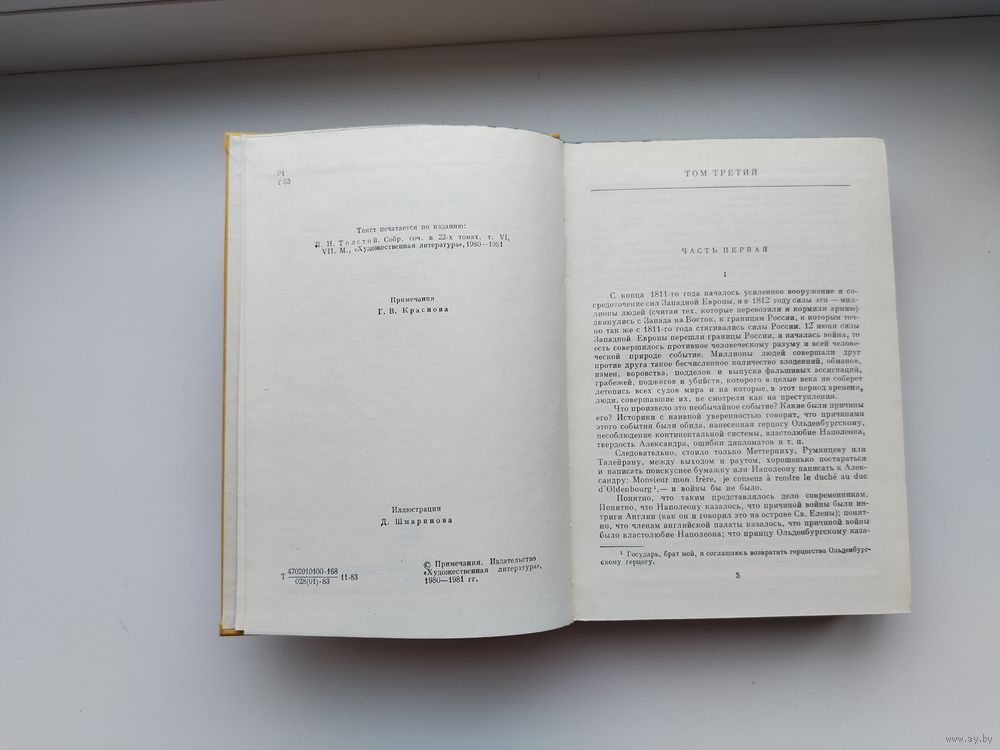 Р1
Т53
Текст печатается по изданию:
Л. Н. Толстой. Собр. соч. в 22-х томах, т. VI,
VII. М., «Художественная литература», 1980—1981
Примечания
Г. В. Краснова
Иллюстрации
Д. Шмаринова
Т 4702010100-168
028(01)-83 11-83
© Примечания. Издательство
«Художественная литература»,
1980—1981 гг.
ТОМ ТРЕТИЙ
ЧАСТЬ ПЕРВАЯ
I
С конца 1811-го года началось усиленное вооружение и со-
средоточение сил Западной Европы, и в 1812 году силы эти — мил-
лионы людей (считая тех, которые перевозили и кормили армию)
двинулись с Запада на Восток, к границам России, к которым точ-
но так же с 1811-го года стягивались силы России. 12 июня силы
Западной Европы перешли границы России, и началась война, то
есть совершилось противное человеческому разуму и всей челове-
ческой природе событие. Миллионы людей совершали друг
против друга такое бесчисленное количество злодеяний, обманов,
измен, воровства, подделок и выпуска фальшивых ассигнаций,
грабежей, поджогов и убийств, которого в целые века не соберет
летопись всех судов мира и на которые, в этот период времени,
люди, совершавшие их, не смотрели как на преступления.
Что произвело это необычайное событие? Какие были причины
его? Историки с наивной уверенностью говорят, что причинами
этого события были обида, нанесенная герцогу Ольденбургскому,
несоблюдение континентальной системы, властолюбие Наполеона,
твердость Александра, ошибки дипломатов и т. п.
Следовательно, стоило только Меттерниху, Румянцеву или
Талейрану, между выходом и раутом, хорошенько постараться
и написать поискуснее бумажку или Наполеону написать к Алек-
сандру: Monsieur mon frère, je consens à rendre le duché au duc
d'Oldenbourg ¹,— и войны бы не было.
Понятно, что таким представлялось дело современникам.
Понятно, что Наполеону казалось, что причиной войны были ин-
триги Англии (как он и говорил это на острове Св. Елены); понят-
но, что членам английской палаты казалось, что причиной войны
было властолюбие Наполеона; что принцу Ольденбургскому каза-
¹ Государь, брат мой, я соглашаюсь возвратить герцогство Ольденбург-
скому герцогу.
5
www.ay.by